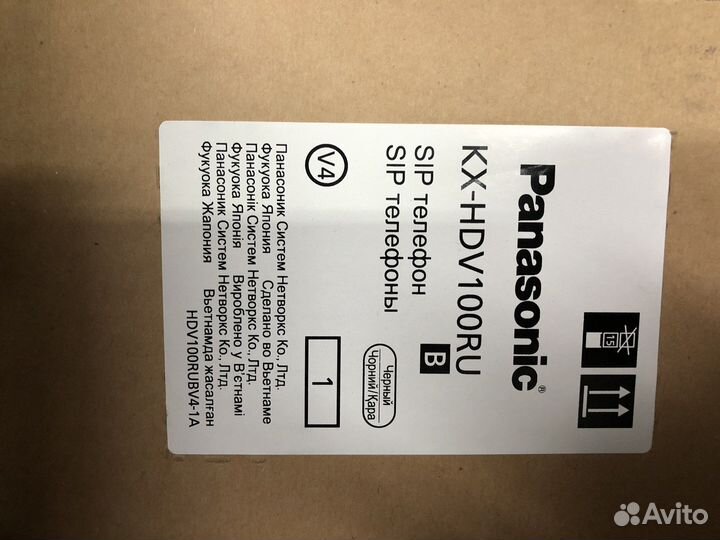 Panasonic®
15
KX-HDV100RU B
SIP телефон
SIP телефоны
Черный
Чорний/Қара
V4
1
Панасоник Систем Нетворкс Ко., Лтд.
Фукуока Япония Сделано во Вьетнаме
Панасонік Систем Нетворкс Ко., Лтд.
Фукуока Японія Вироблено у В'єтнамі
Панасоник Систем Нетворкс Ко., Лтд.
Фукуока Жапония Вьетнамда жасалған
HDV100RUBV4-1A
Avito